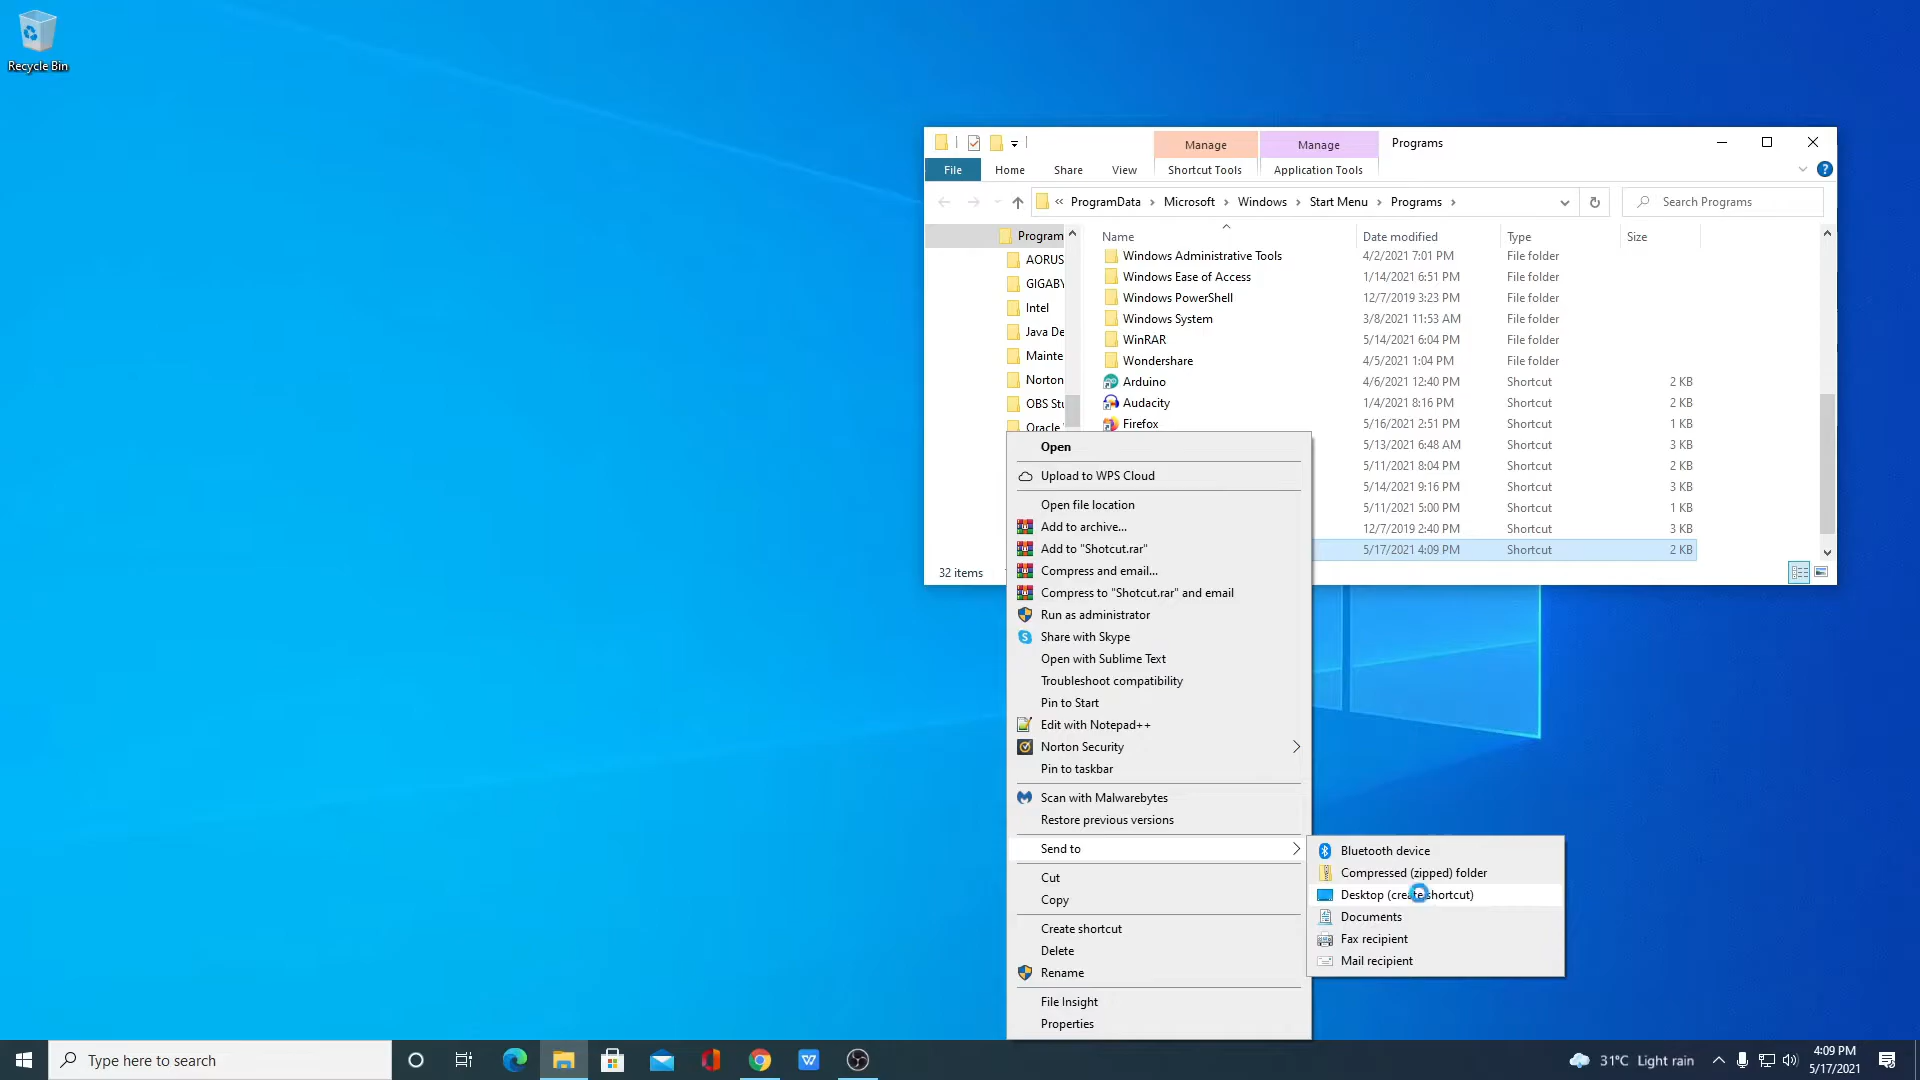 Recycle Bin
Manage
Manage
Programs
File
Home
Share
View
Shortcut Tools
Application Tools
« ProgramData › Microsoft › Windows › Start Menu › Programs ›
Search Programs
Program
AORUS
GIGABY
Intel
Java De
Mainte
Norton
OBS Stu
Oracle
Name Date modified Type Size
Windows Administrative Tools 4/2/2021 7:01 PM File folder
Windows Ease of Access 1/14/2021 6:51 PM File folder
Windows PowerShell 12/7/2019 3:23 PM File folder
Windows System 3/8/2021 11:53 AM File folder
WinRAR 5/14/2021 6:04 PM File folder
Wondershare 4/5/2021 1:04 PM File folder
Arduino 4/6/2021 12:40 PM Shortcut 2 KB
Audacity 1/4/2021 8:16 PM Shortcut 2 KB
Firefox 5/16/2021 2:51 PM Shortcut 1 KB
5/13/2021 6:48 AM Shortcut 3 KB
5/11/2021 8:04 PM Shortcut 2 KB
5/14/2021 9:16 PM Shortcut 3 KB
5/11/2021 5:00 PM Shortcut 1 KB
12/7/2019 2:40 PM Shortcut 3 KB
5/17/2021 4:09 PM Shortcut 2 KB
32 items
Open
Upload to WPS Cloud
Open file location
Add to archive...
Add to "Shotcut.rar"
Compress and email...
Compress to "Shotcut.rar" and email
Run as administrator
Share with Skype
Open with Sublime Text
Troubleshoot compatibility
Pin to Start
Edit with Notepad++
Norton Security
Pin to taskbar
Scan with Malwarebytes
Restore previous versions
Send to
Cut
Copy
Create shortcut
Delete
Rename
File Insight
Properties
Bluetooth device
Compressed (zipped) folder
Desktop (create shortcut)
Documents
Fax recipient
Mail recipient
Type here to search
31°C Light rain
4:09 PM
5/17/2021